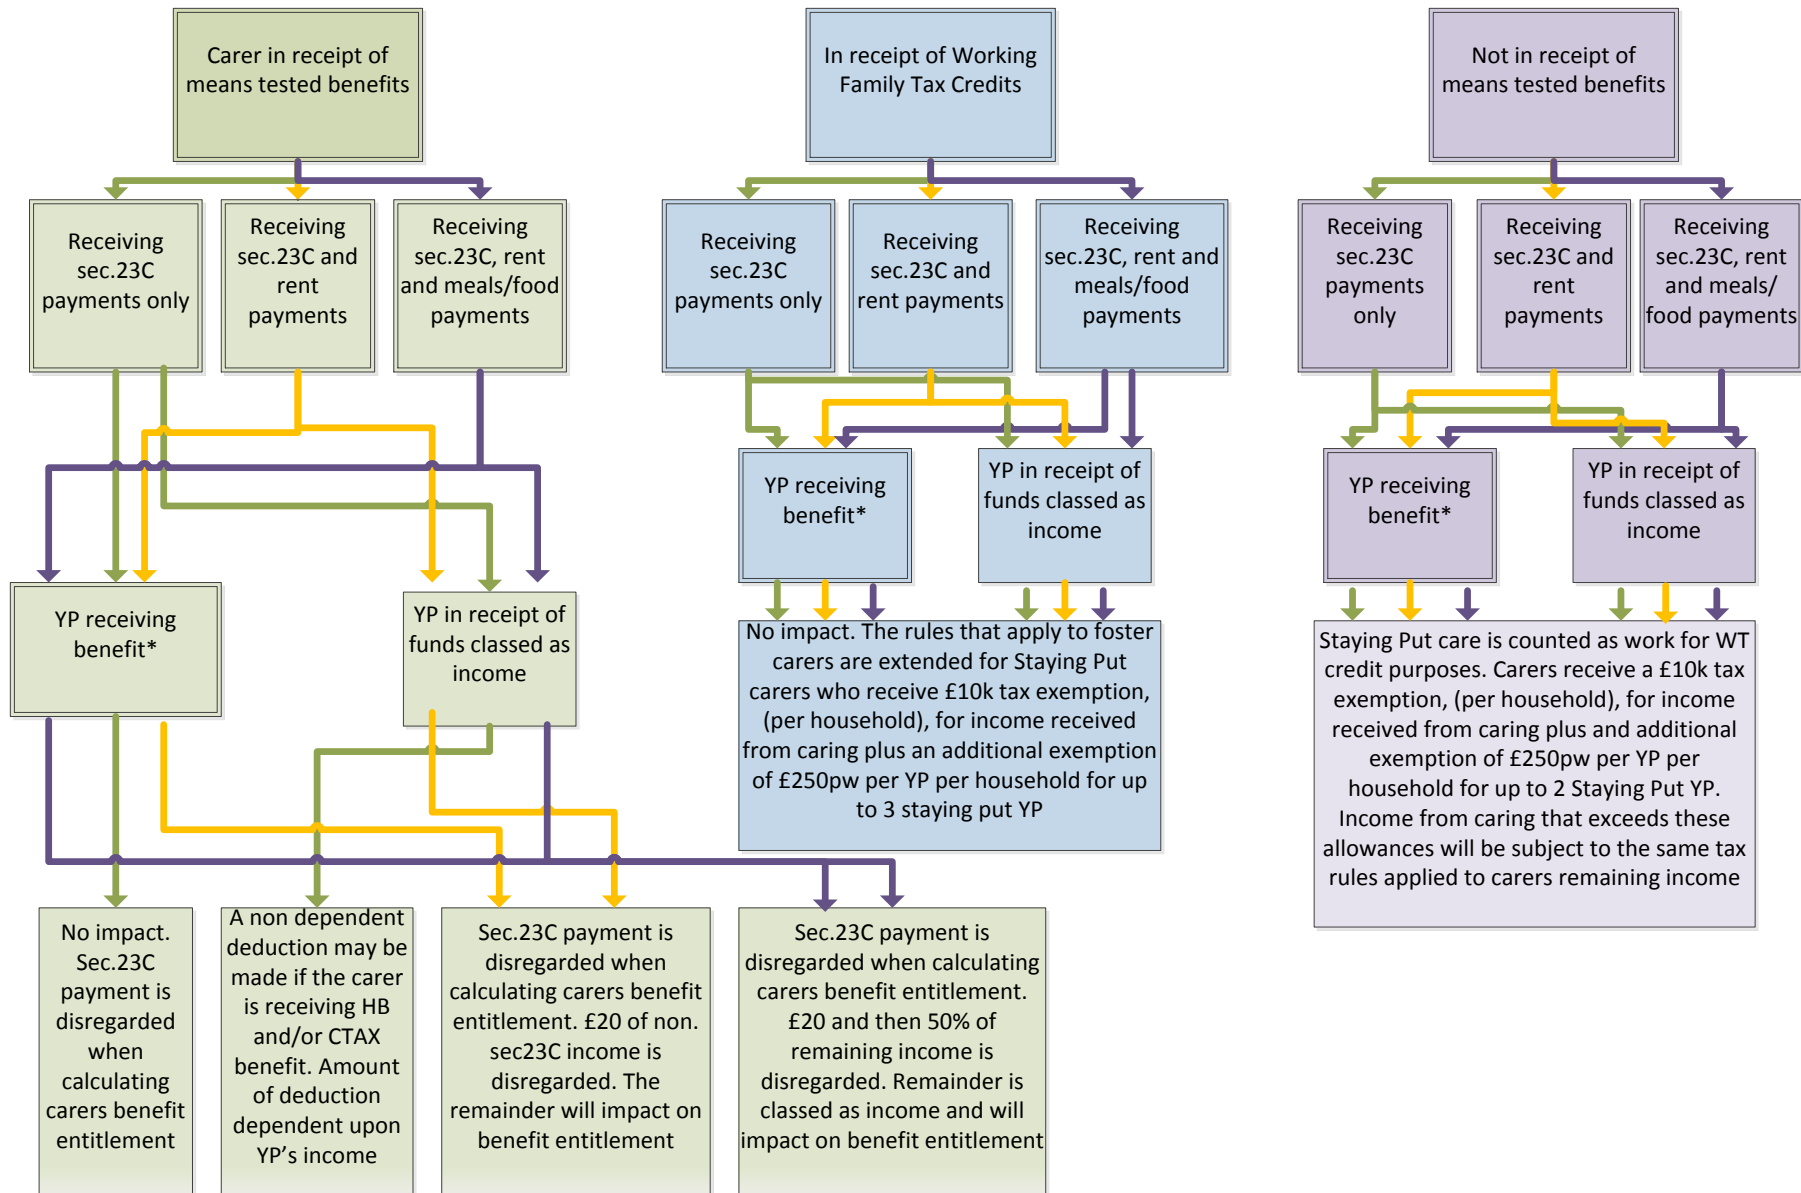 Carer in receipt of
means tested benefits
In receipt of Working
Family Tax Credits
Not in receipt of
means tested benefits
Receiving
sec.23C
payments only
Receiving
sec.23C and
rent
payments
Receiving
sec.23C, rent
and meals/food
payments
Receiving
sec.23C
payments only
Receiving
sec.23C and
rent payments
Receiving
sec.23C, rent and
meals/food
payments
Receiving
sec.23C
payments
only
Receiving
sec.23C and
rent
payments
Receiving
sec.23C, rent
and meals/
food payments
YP receiving
benefit*
YP in receipt of
funds classed as
income
YP receiving
benefit*
YP in receipt of
funds classed as
income
YP receiving
benefit*
YP in receipt of
funds classed as
income
No impact. The rules that apply to foster
carers are extended for Staying Put
carers who receive £10k tax exemption,
(per household), for income received
from caring plus an additional exemption
of £250pw per YP per household for up
to 3 staying put YP
Staying Put care is counted as work for WT
credit purposes. Carers receive a £10k tax
exemption, (per household), for income
received from caring plus and additional
exemption of £250pw per YP per
household for up to 2 Staying Put YP.
Income from caring that exceeds these
allowances will be subject to the same tax
rules applied to carers remaining income
No impact.
Sec.23C
payment is
disregarded
when
calculating
carers benefit
entitlement
A non dependent
deduction may be
made if the carer
is receiving HB
and/or CTAX
benefit. Amount
of deduction
dependent upon
YP's income
Sec.23C payment is
disregarded when
calculating carers benefit
entitlement. £20 of non.
sec23C income is
disregarded. The
remainder will impact on
benefit entitlement
Sec.23C payment is
disregarded when calculating
carers benefit entitlement.
£20 and then 50% of
remaining income is
disregarded. Remainder is
classed as income and will
impact on benefit entitlement